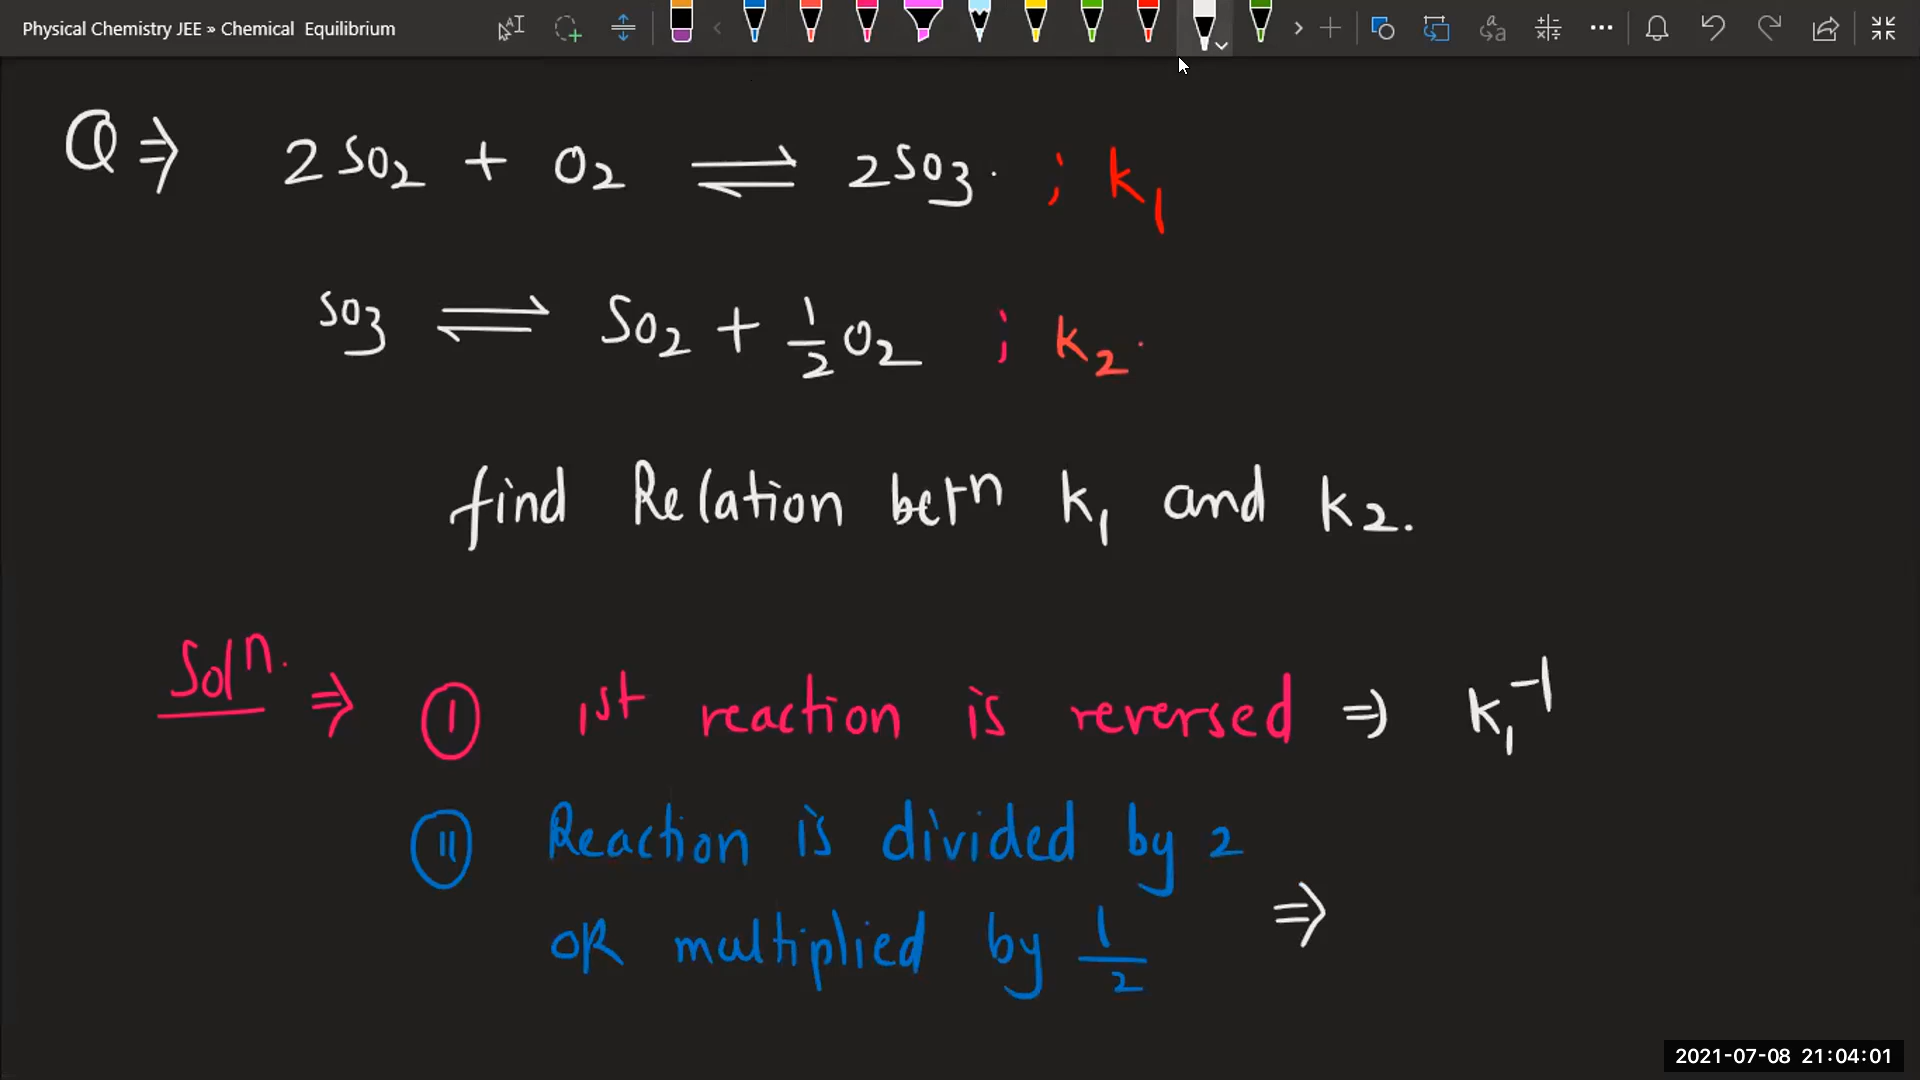 Physical Chemistry JEE » Chemical Equilibrium
Q ⇒ 2SO₂ + O₂ ⇌ 2SO₃. ; k₁
SO₃ ⇌ SO₂ + 1/2 O₂ ; k₂.
find Relation betⁿ k₁ and k₂.
Solⁿ. ⇒ (I) 1st reaction is reversed ⇒ k₁⁻¹
(II) Reaction is divided by 2
OR multiplied by 1/2 ⇒
2021-07-08 21:04:01